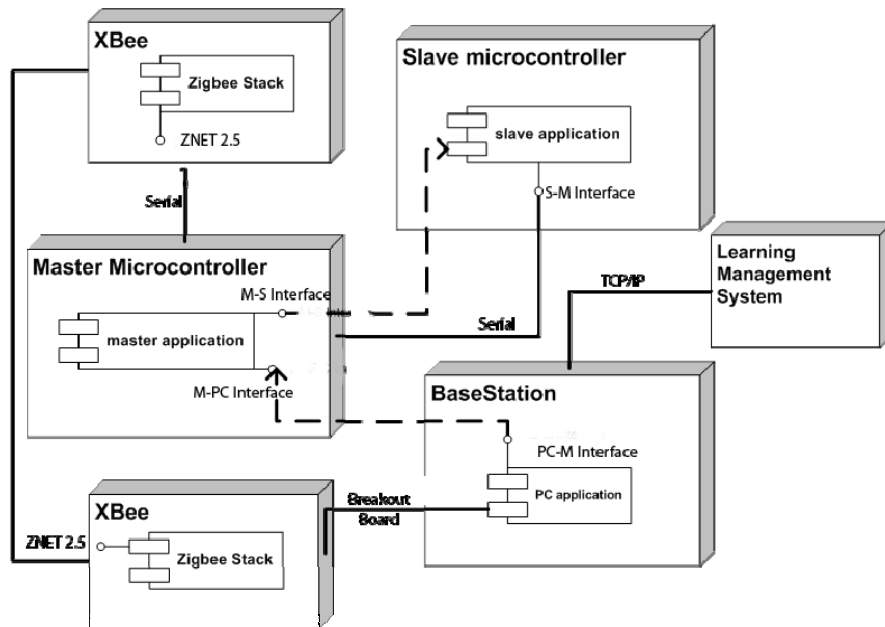 XBee
Zigbee Stack
ZNET 2.5
Serial
Slave microcontroller
slave application
S-M Interface
Master Microcontroller
M-S Interface
master application
M-PC Interface
Serial
Learning
Management
System
TCP/IP
BaseStation
PC-M Interface
PC application
Breakout
Board
XBee
ZNET 2.5
Zigbee Stack